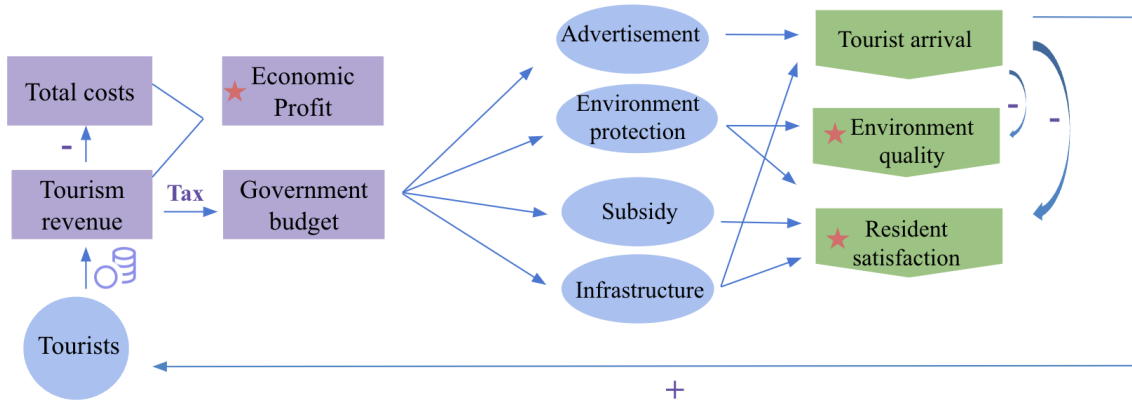 Advertisement
Tourist arrival
Total costs
Economic
Profit
Environment
protection
-
-
Environment
quality
-
Tourism
revenue
Tax
Government
budget
Subsidy
Resident
satisfaction
Infrastructure
Tourists
+